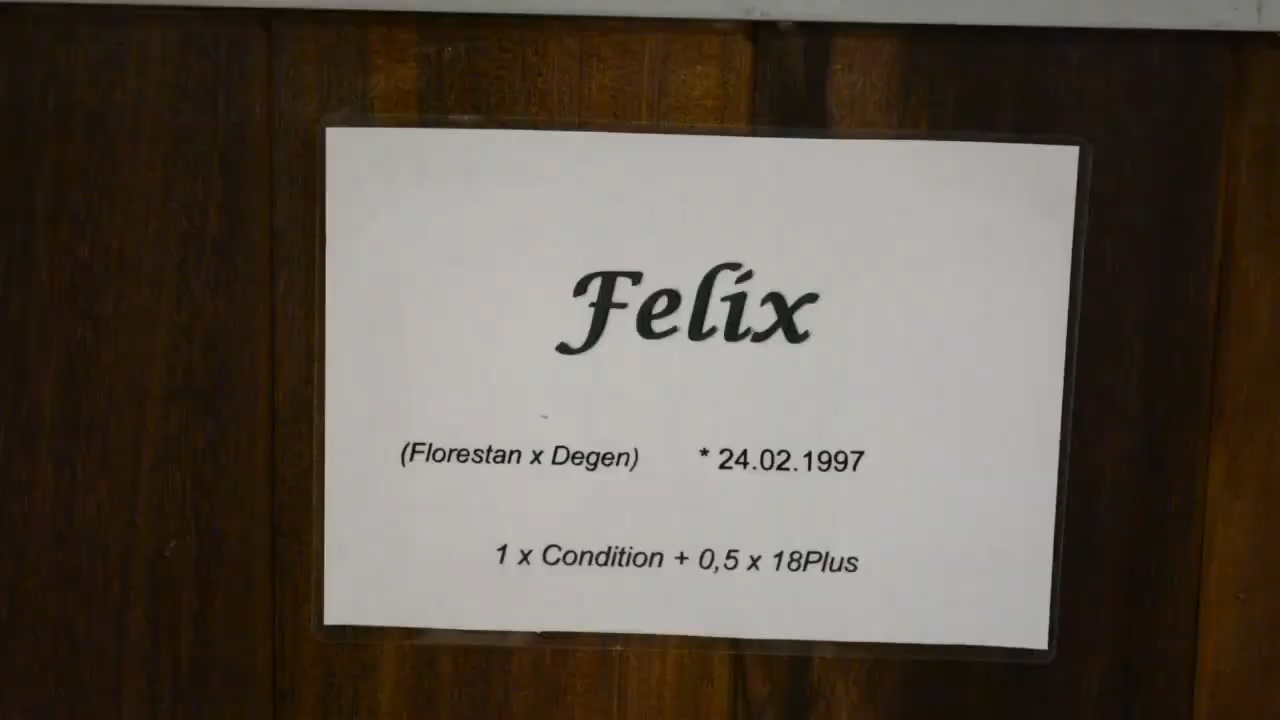 Felix
(Florestan x Degen) * 24.02.1997
1 x Condition + 0,5 x 18Plus